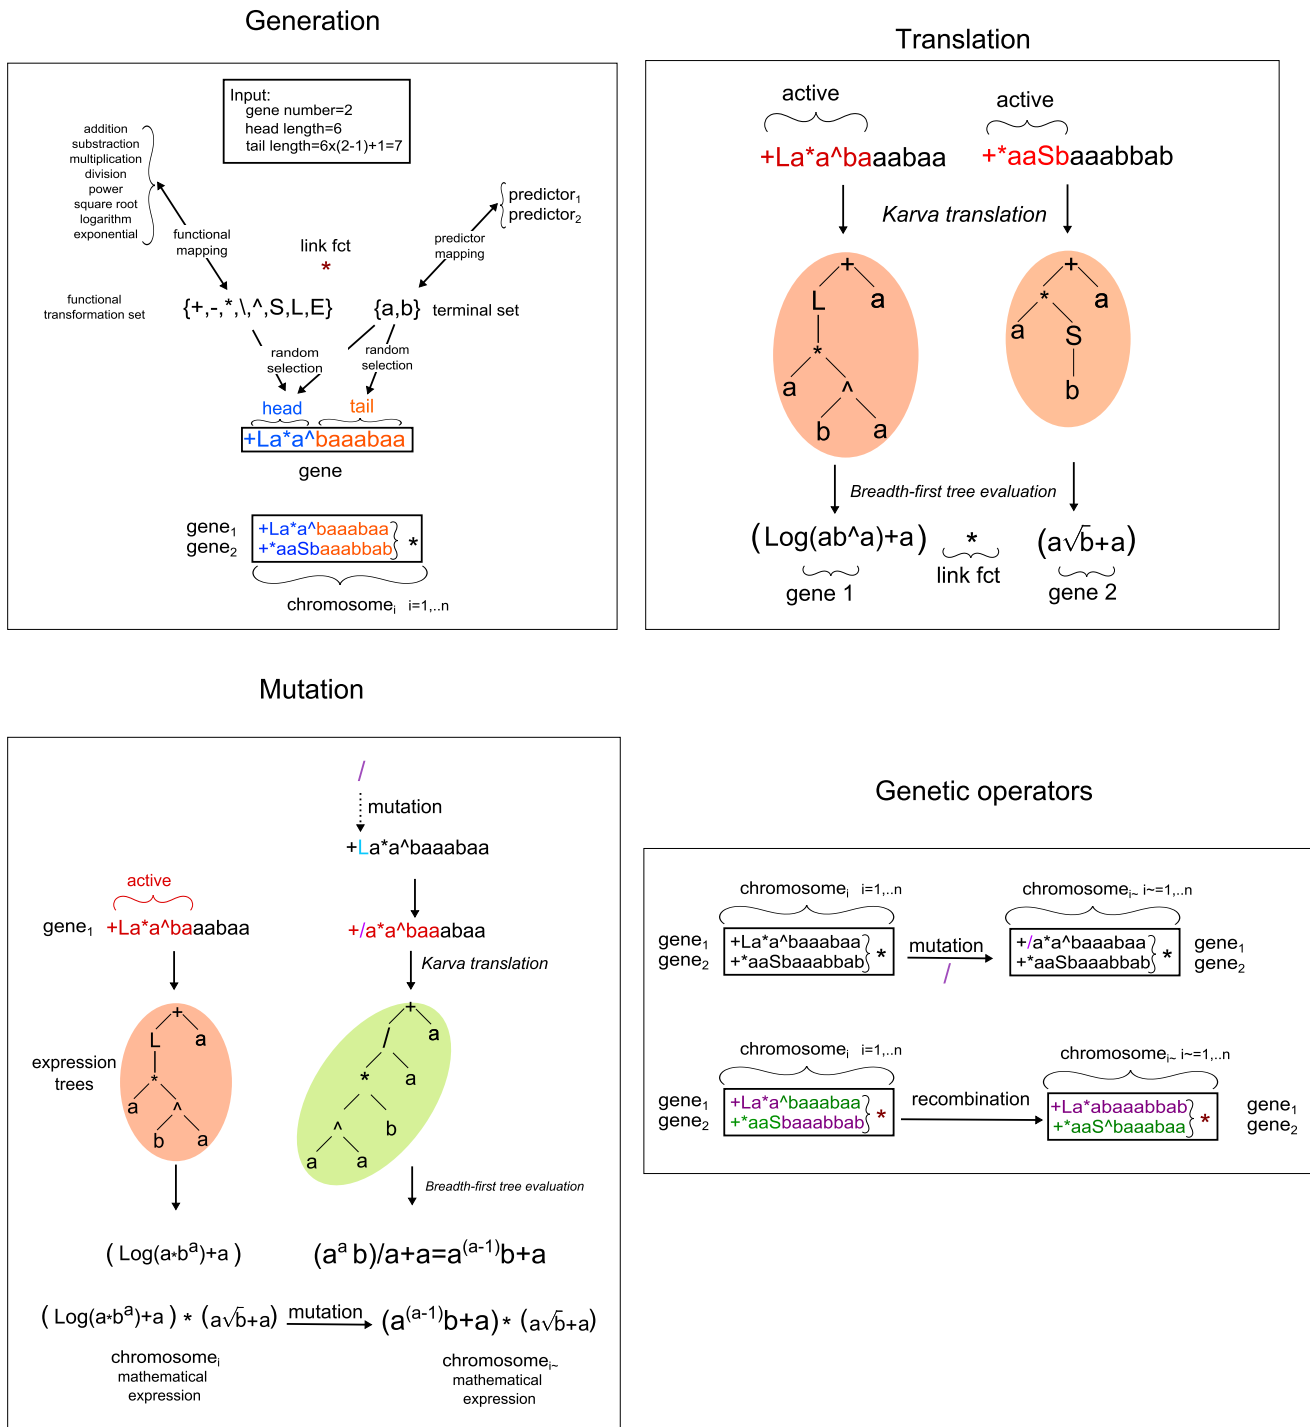 Generation
Input:
gene number=2
head length=6
tail length=6x(2-1)+1=7
addition
substraction
multiplication
division
power
square root
logarithm
exponential
functional
mapping
link fct
*
predictor
mapping
predictor1
predictor2
functional
transformation set
{+,-,*,\,^,S,L,E}
{a,b}
terminal set
random
selection
random
selection
head
tail
+La*a^baaabaa
gene
gene1
gene2
+La*a^baaabaa
+*aaSbaaabbab
*
chromosomei i=1,..n
Translation
active
active
+La*a^baaabaa
+*aaSbaaabbab
Karva translation
+
L
a
*
a
^
b
a
+
*
a
a
S
b
Breadth-first tree evaluation
(Log(ab^a)+a)
*
(a√b+a)
gene 1
link fct
gene 2
Mutation
/
mutation
+La*a^baaabaa
active
gene1
+La*a^baaabaa
+/a*a^baaabaa
Karva translation
expression
trees
+
L
a
*
a
^
b
a
+
/
a
*
a
^
b
a
a
Breadth-first tree evaluation
(Log(a*b^a)+a)
(a^a b)/a+a=a^(a-1)b+a
(Log(a*b^a)+a) * (a√b+a)
mutation
(a^(a-1)b+a) * (a√b+a)
chromosomei
mathematical
expression
chromosomei~
mathematical
expression
Genetic operators
chromosomei i=1,..n
chromosomei~ i~=1,..n
gene1
gene2
+La*a^baaabaa
+*aaSbaaabbab
*
mutation
/
+/a*a^baaabaa
+*aaSbaaabbab
*
gene1
gene2
chromosomei i=1,..n
chromosomei~ i~=1,..n
gene1
gene2
+La*a^baaabaa
+*aaSbaaabbab
*
recombination
+La*abaaabbab
+*aaS^baaabaa
*
gene1
gene2